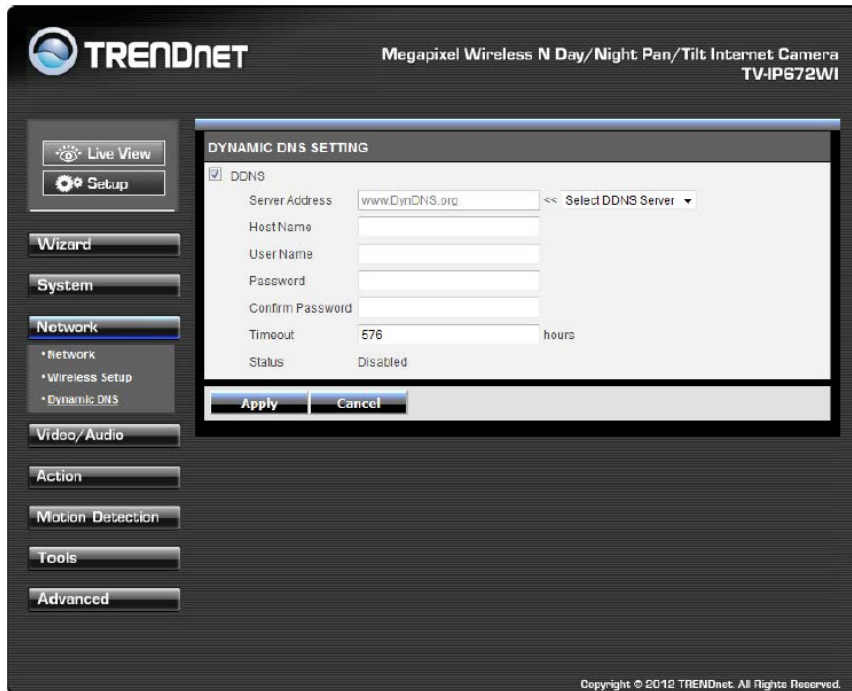 TRENDNET
Megapixel Wireless N Day/Night Pan/Tilt Internet Camera
TV-IP672WI
Live View
Setup
Wizard
System
Network
• Network
• Wireless Setup
• Dynamic DNS
Video/Audio
Action
Motion Detection
Tools
Advanced
DYNAMIC DNS SETTING
DDNS
Server Address www.DynDNS.org << Select DDNS Server
Host Name
User Name
Password
Confirm Password
Timeout 576 hours
Status Disabled
Apply Cancel
Copyright © 2012 TRENDnet. All Rights Reserved.